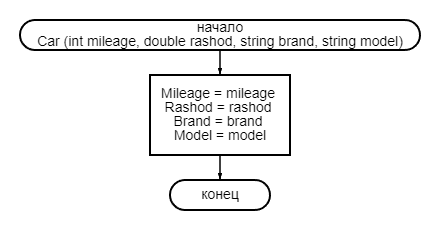 начало
Car (int mileage, double rashod, string brand, string model)
Mileage = mileage
Rashod = rashod
Brand = brand
Model = model
конец